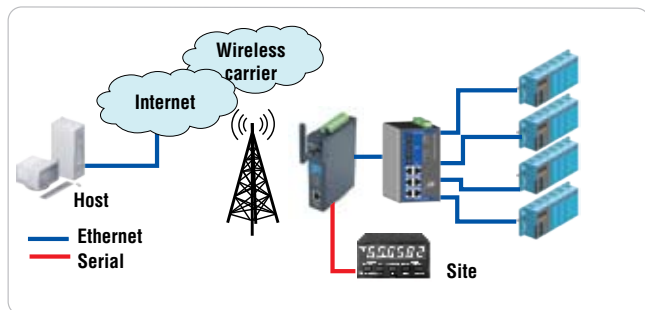 Wireless
carrier
Internet
Host
Ethernet
Serial
Site